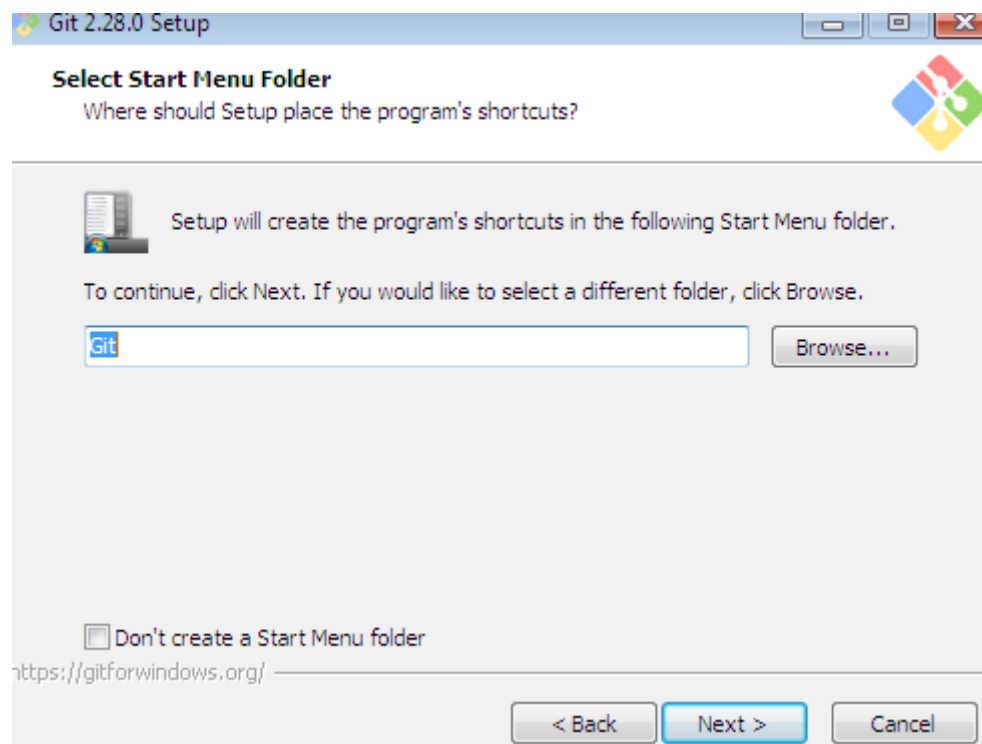 Git 2.28.0 Setup
Select Start Menu Folder
Where should Setup place the program's shortcuts?
Setup will create the program's shortcuts in the following Start Menu folder.
To continue, click Next. If you would like to select a different folder, click Browse.
Git
Browse...
Don't create a Start Menu folder
https://gitforwindows.org/
< Back
Next >
Cancel